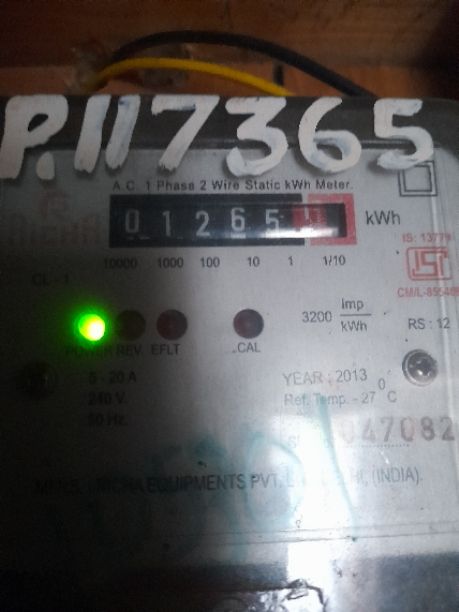 P.117365
A.C. 1 Phase 2 Wire Static kWh Meter.
0 1 2 6 5 kWh
10000 1000 100 10 1 1/10
IS: 13779
CL - 1
3200 Imp/kWh
RS : 12
POWER REV EFLT CAL
5 - 20 A
240 V.
50 Hz.
YEAR : 2013
Ref. Temp. - 27 °C
047082
EQUIPMENTS PVT. (INDIA).